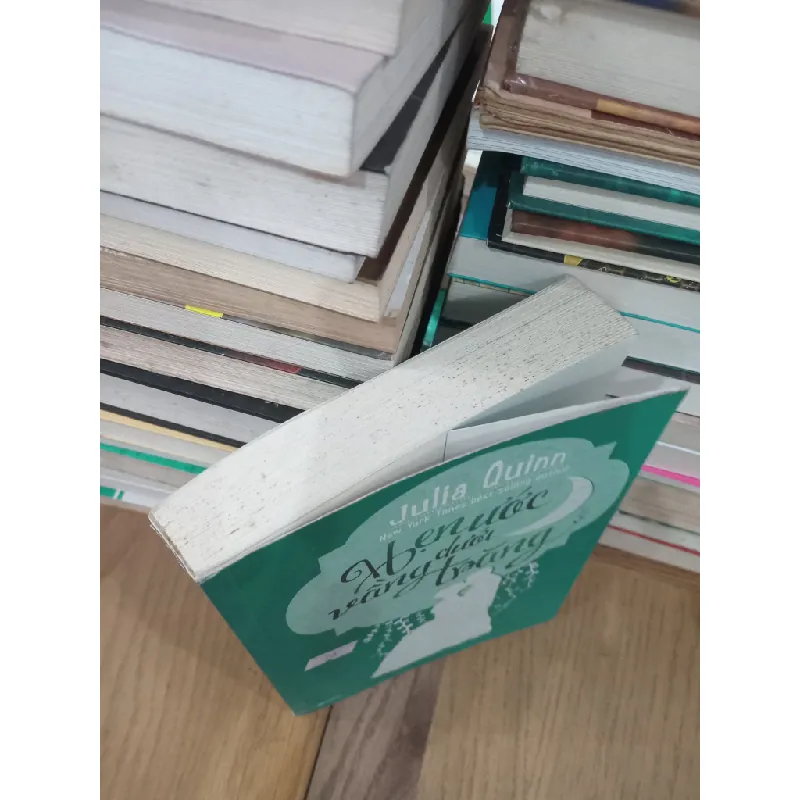 Julia Quinn
New York Times best selling author
Hẹn ước
dưới
vầng trăng